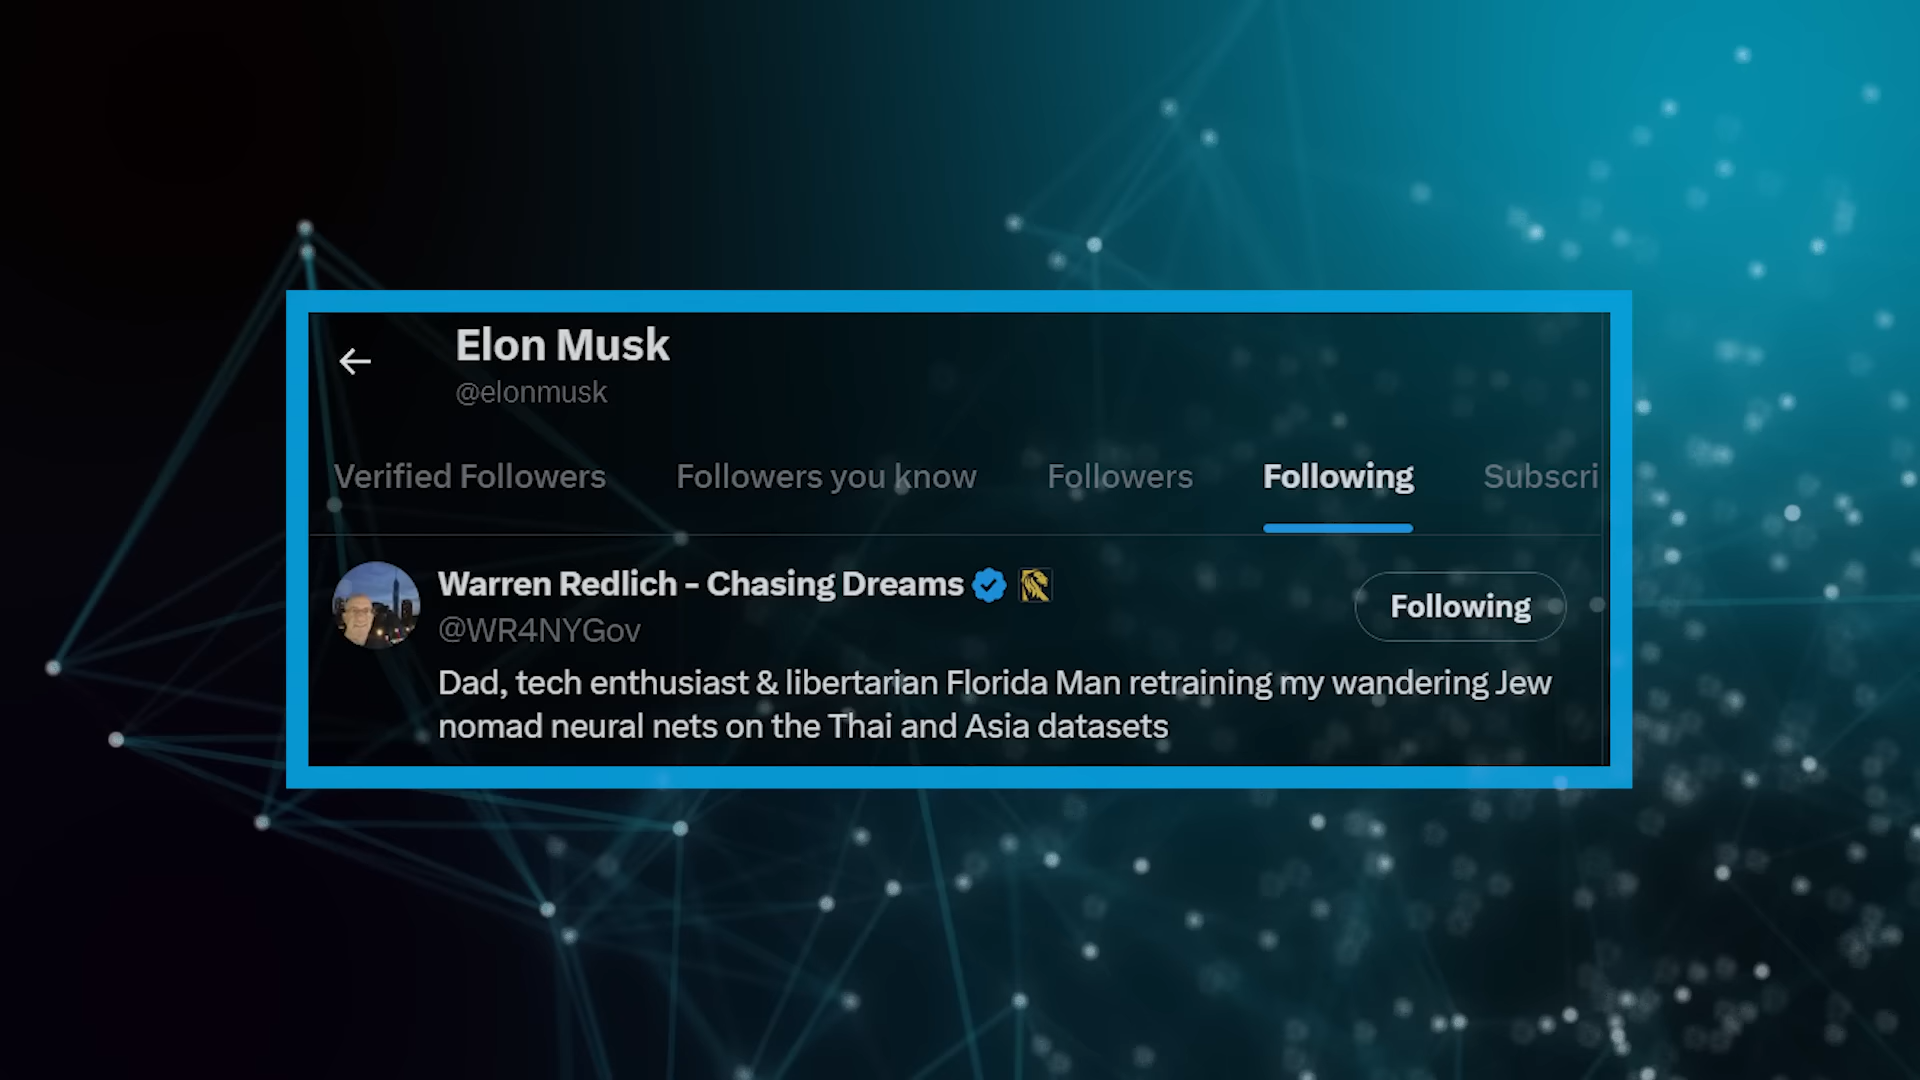 Elon Musk
@elonmusk
Verified Followers Followers you know Followers Following Subscri
Warren Redlich - Chasing Dreams
@WR4NYGov
Following
Dad, tech enthusiast & libertarian Florida Man retraining my wandering Jew
nomad neural nets on the Thai and Asia datasets